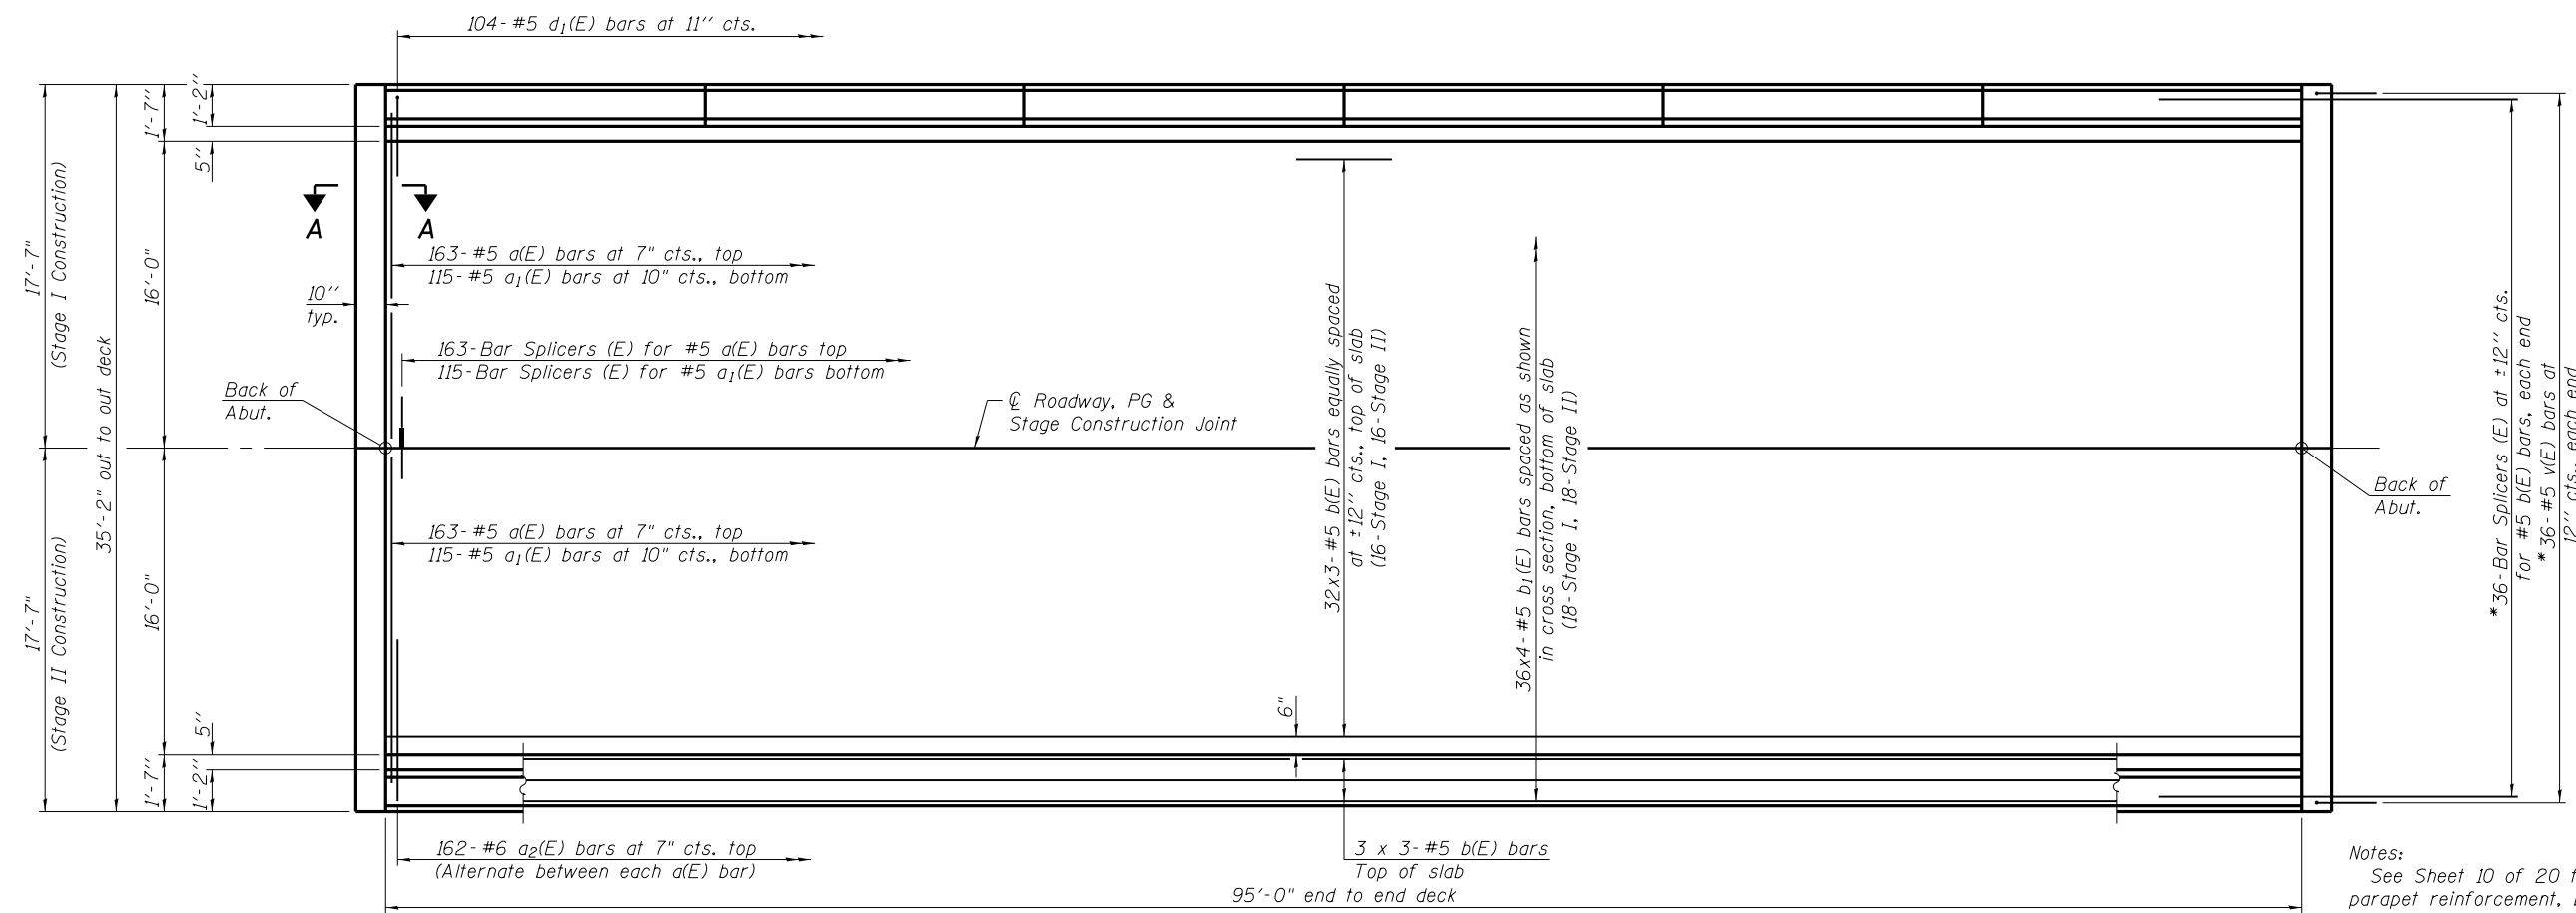 104-#5 d1(E) bars at 11'' cts.
1'-7''
1'-2''
5''
17'-7"
(Stage I Construction)
16'-0"
35'-2" out to out deck
A
A
163-#5 a(E) bars at 7" cts., top
115-#5 a1(E) bars at 10" cts., bottom
10''
typ.
163-Bar Splicers (E) for #5 a(E) bars top
115-Bar Splicers (E) for #5 a1(E) bars bottom
Back of
Abut.
℄ Roadway, PG &
Stage Construction Joint
32x3-#5 b(E) bars equally spaced
at ±12'' cts., top of slab
(16-Stage I, 16-Stage II)
36x4-#5 b1(E) bars spaced as shown
in cross section, bottom of slab
(18-Stage I, 18-Stage II)
*36-Bar Splicers (E) at ±12'' cts.
for #5 b(E) bars, each end
*36-#5 v(E) bars at
12'' cts., each end
Back of
Abut.
163-#5 a(E) bars at 7" cts., top
115-#5 a1(E) bars at 10" cts., bottom
17'-7"
(Stage II Construction)
16'-0"
5''
1'-7''
1'-2''
6"
162-#6 a2(E) bars at 7" cts. top
(Alternate between each a(E) bar)
3 x 3-#5 b(E) bars
Top of slab
95'-0" end to end deck
Notes:
See Sheet 10 of 20
parapet reinforcement,